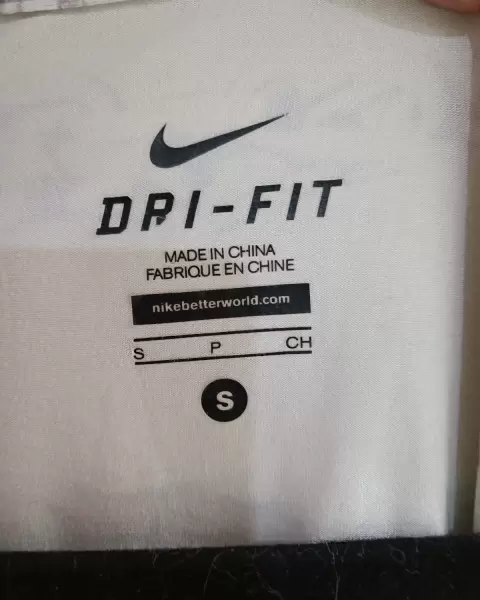 DRI-FIT
MADE IN CHINA
FABRIQUE EN CHINE
nikebetterworld.com
S P CH
S